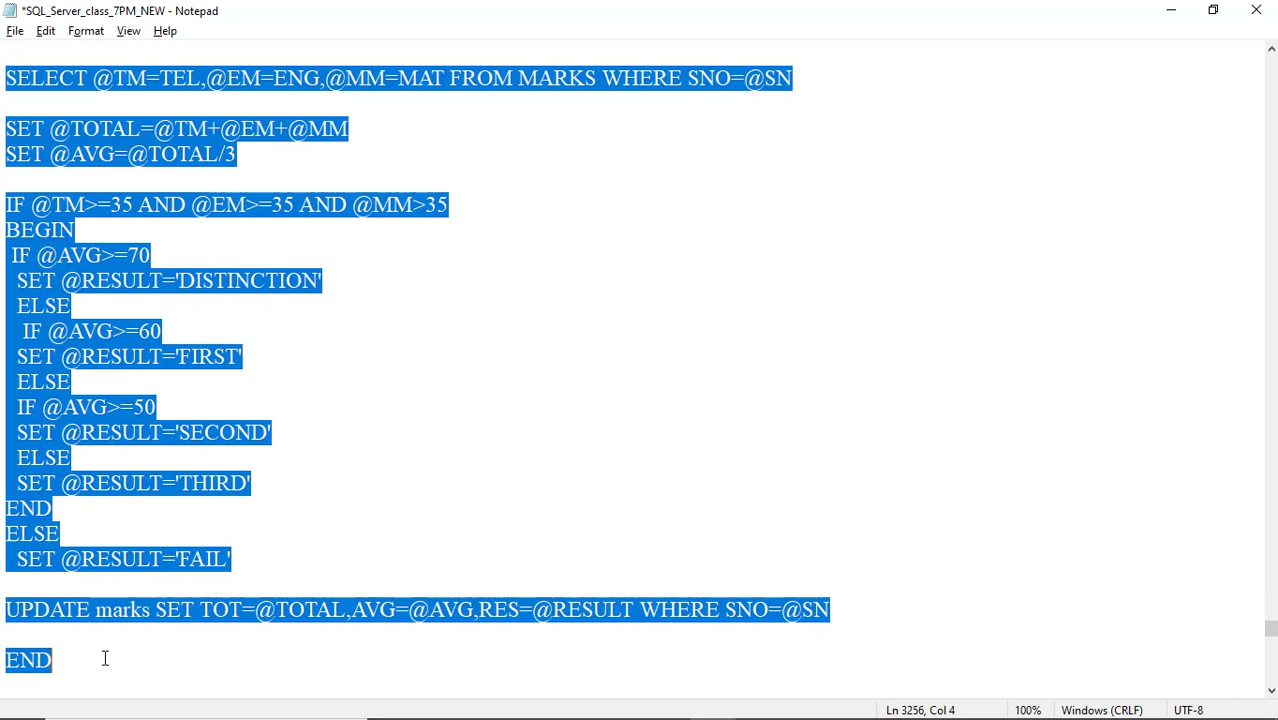 *SQL_Server_class_7PM_NEW - Notepad
File Edit Format View Help
SELECT @TM=TEL,@EM=ENG,@MM=MAT FROM MARKS WHERE SNO=@SN
SET @TOTAL=@TM+@EM+@MM
SET @AVG=@TOTAL/3
IF @TM>=35 AND @EM>=35 AND @MM>35
BEGIN
IF @AVG>=70
SET @RESULT='DISTINCTION'
ELSE
IF @AVG>=60
SET @RESULT='FIRST'
ELSE
IF @AVG>=50
SET @RESULT='SECOND'
ELSE
SET @RESULT='THIRD'
END
ELSE
SET @RESULT='FAIL'
UPDATE marks SET TOT=@TOTAL,AVG=@AVG,RES=@RESULT WHERE SNO=@SN
END
Ln 3256, Col 4 100% Windows (CRLF) UTF-8